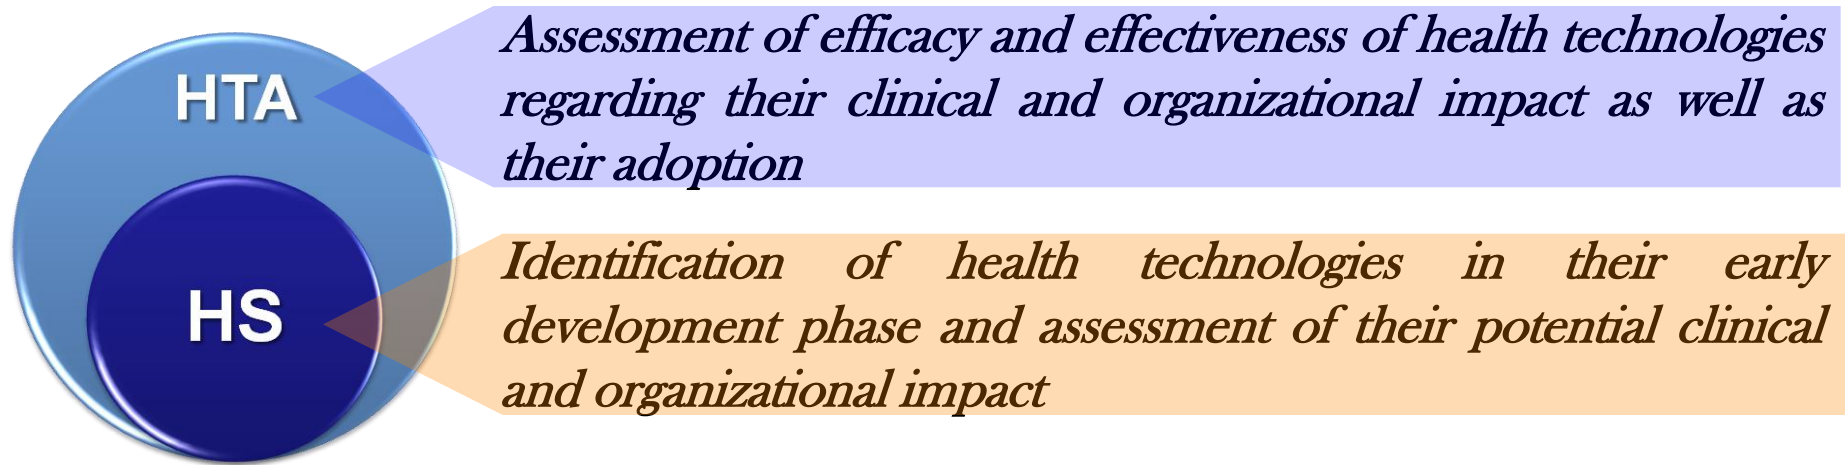 HTA
Assessment of efficacy and effectiveness of health technologies
regarding their clinical and organizational impact as well as
their adoption
HS
Identification of health technologies in their early
development phase and assessment of their potential clinical
and organizational impact